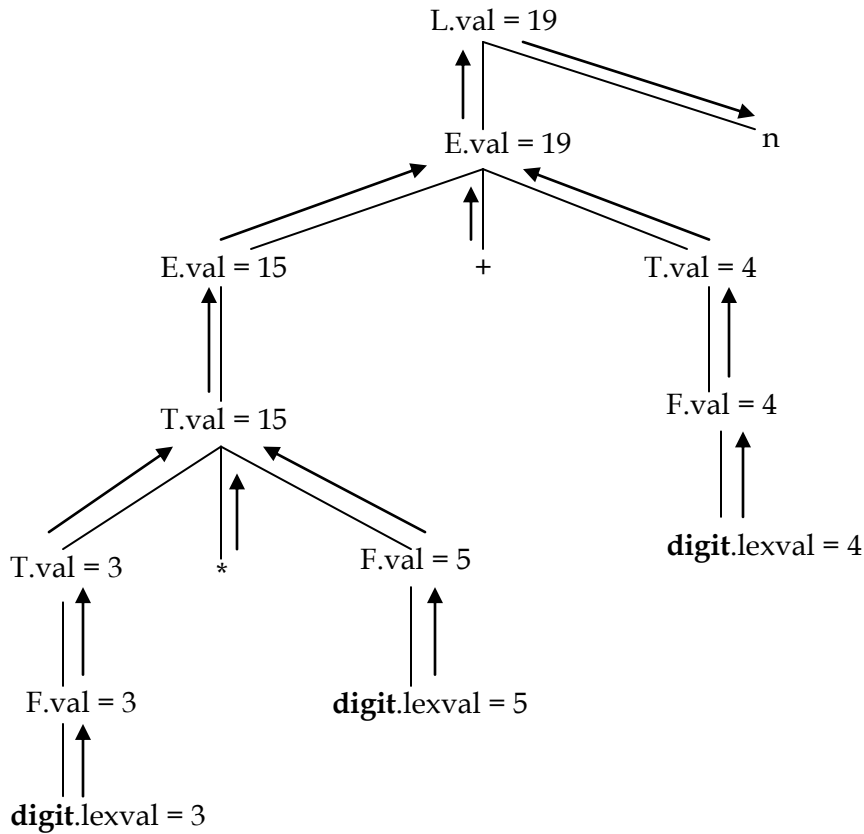 L.val = 19
E.val = 19
n
E.val = 15
+
T.val = 4
T.val = 15
F.val = 4
T.val = 3
*
F.val = 5
digit.lexval = 4
F.val = 3
digit.lexval = 5
digit.lexval = 3